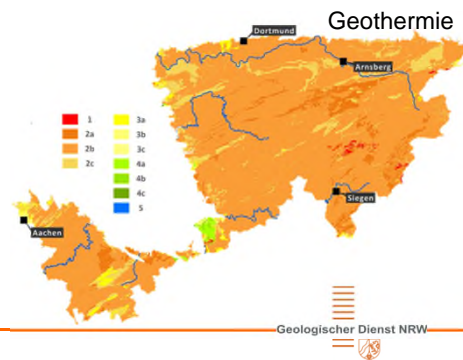 Geothermie
Dortmund
Arnsberg
1
2a
2b
2c
3a
3b
3c
4a
4b
4c
5
Siegen
Aachen
Geologischer Dienst NRW